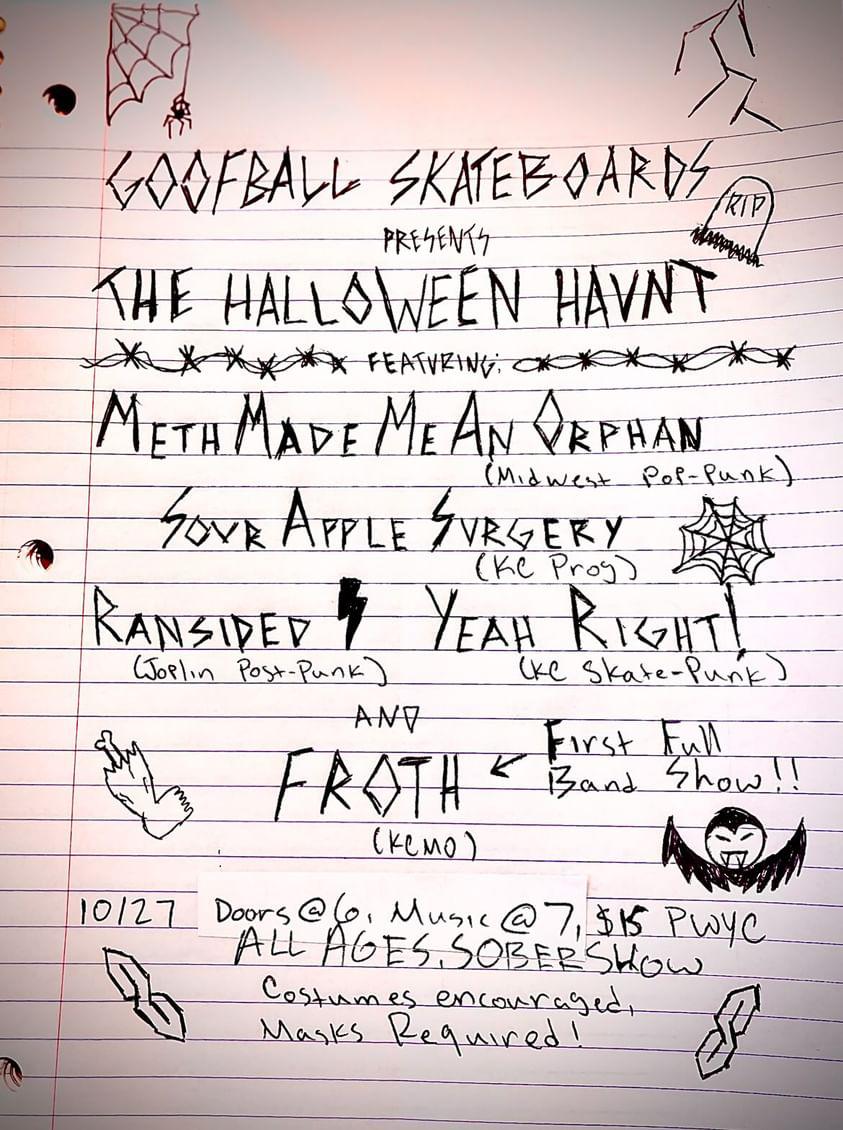 GOOFBALL SKATEBOARDS
RIP
PRESENTS
THE HALLOWEEN HAUNT
FEATURING:
METH MADE ME AN ORPHAN
(Midwest Pop-Punk)
SOUR APPLE SURGERY
(KC Prog)
RANSIDED YEAH RIGHT!
(Joplin Post-Punk) (KC Skate-Punk)
AND
FROTH ← First Full
Band Show!!
(KCMO)
10/27 Doors @ 6, Music @ 7, $15 PWYC
ALL AGES. SOBER SHOW
Costumes encouraged,
Masks Required!